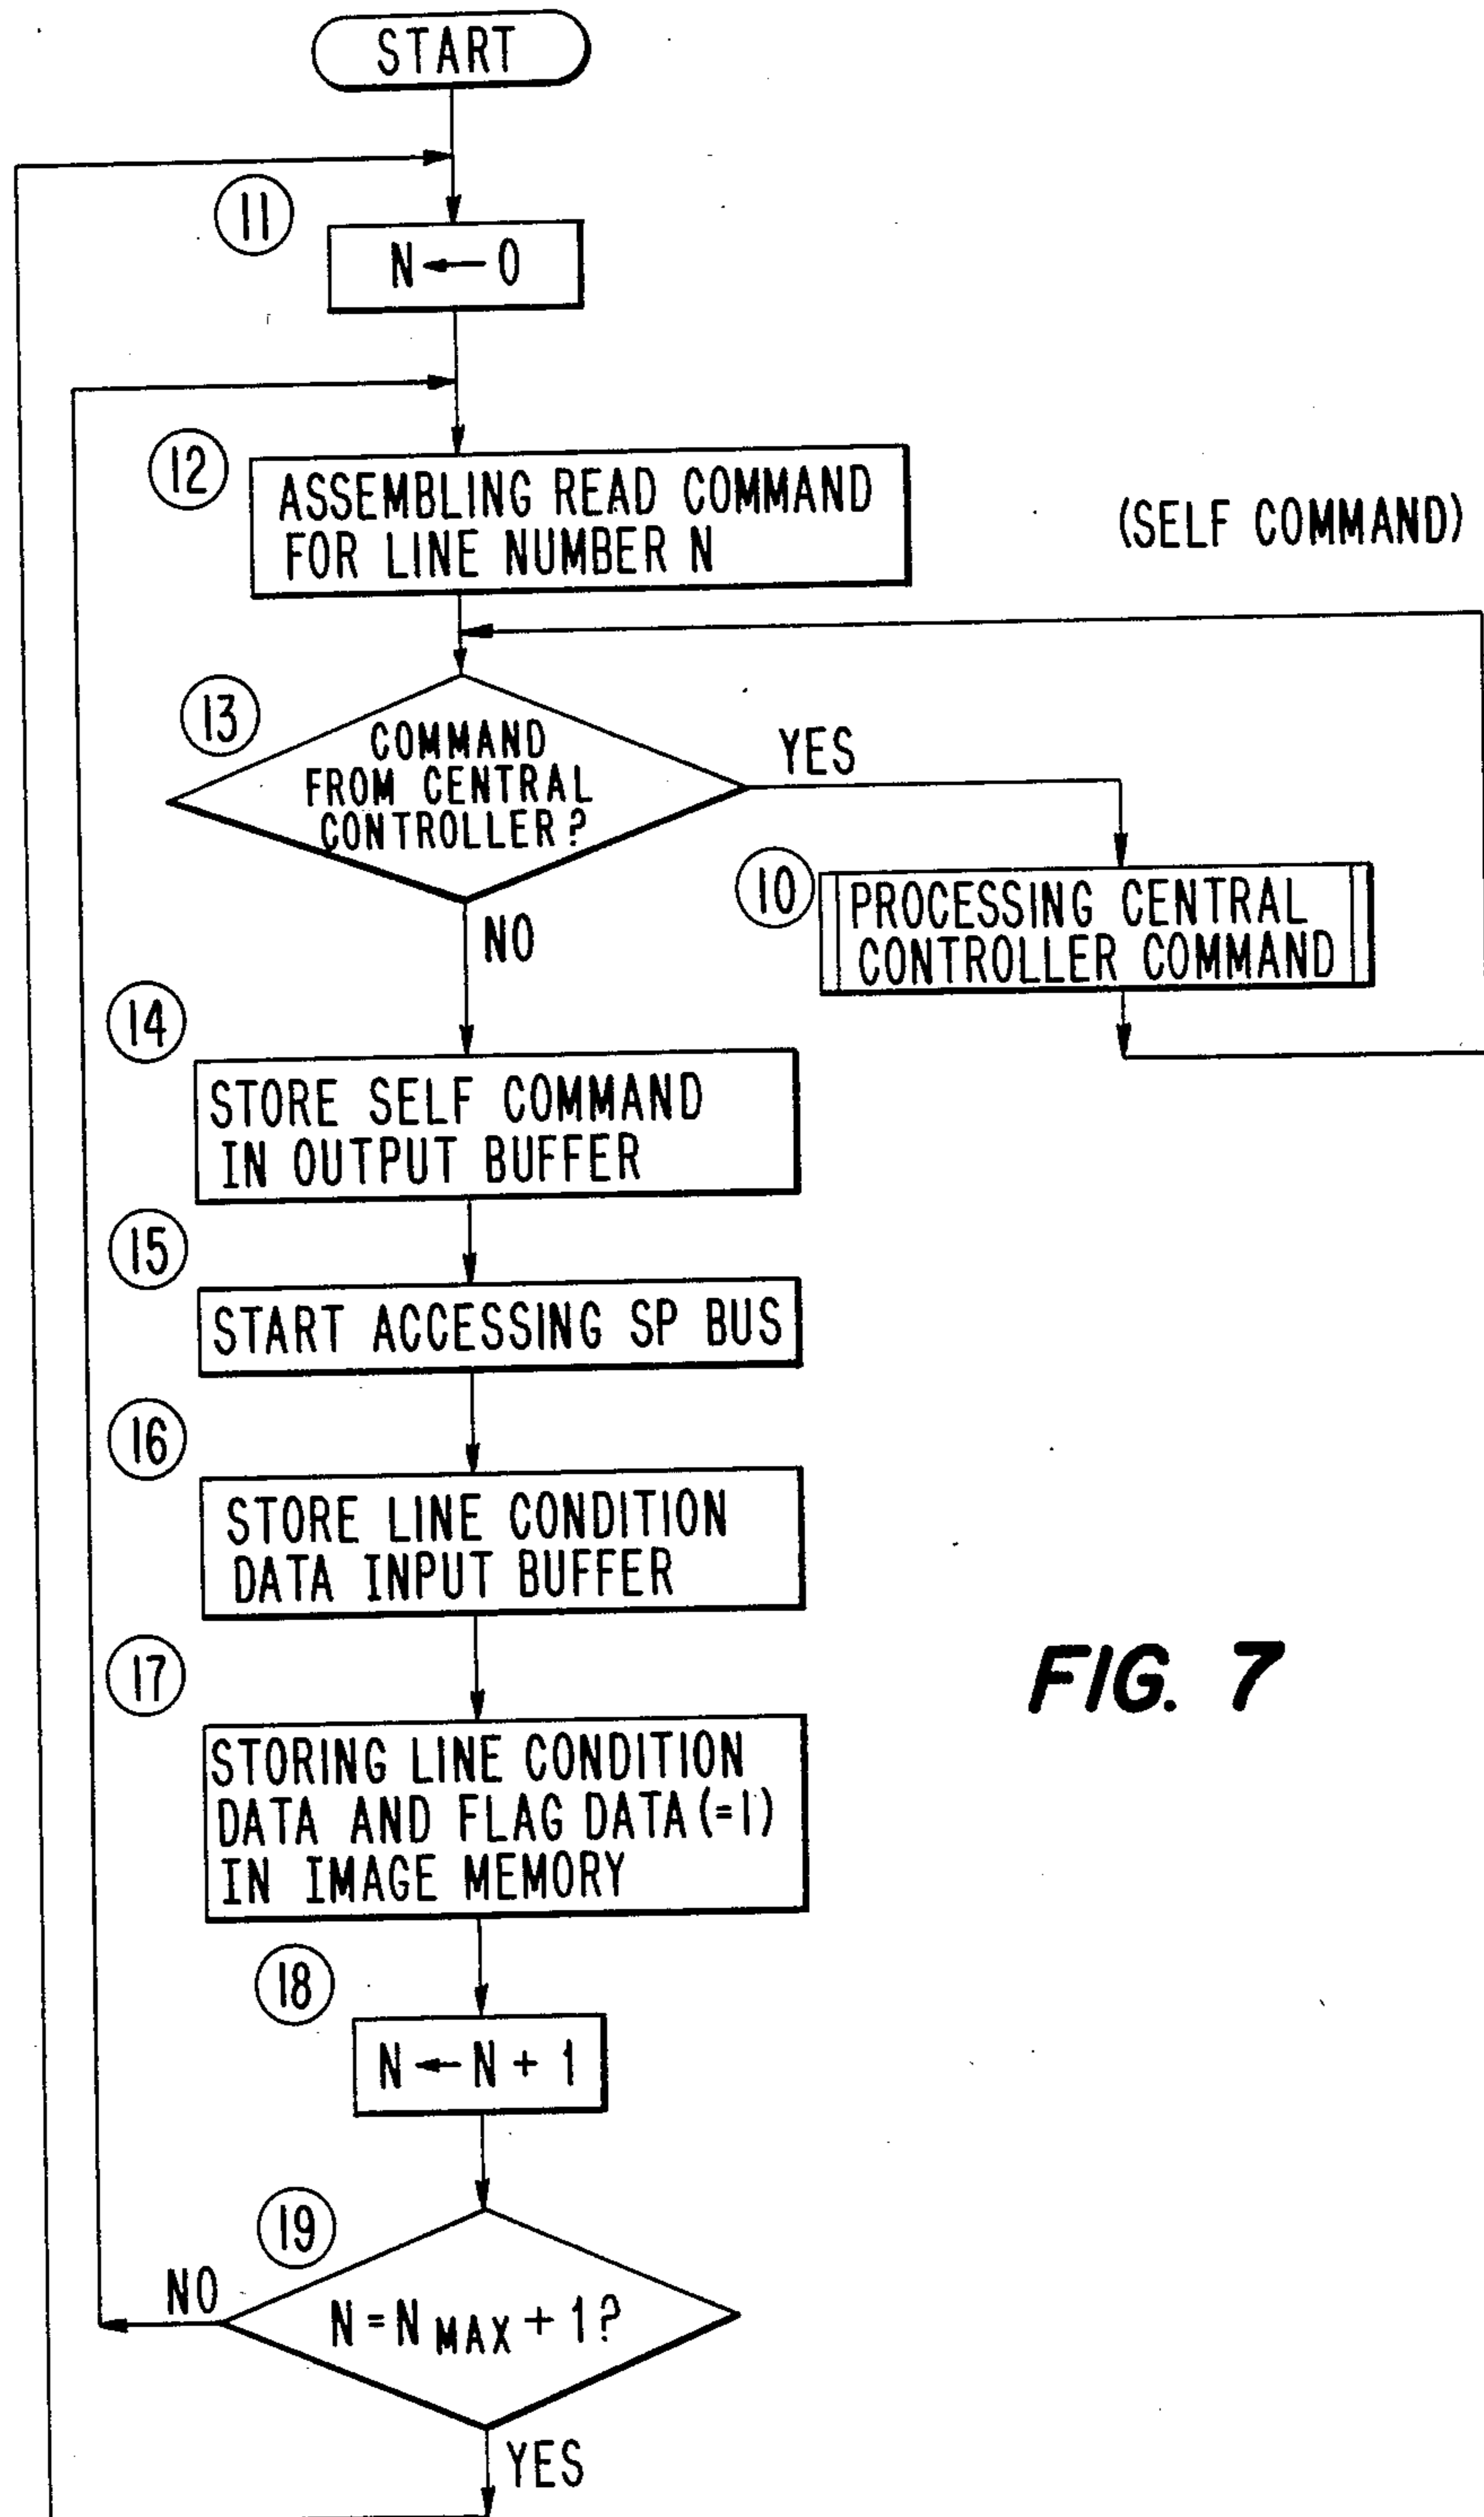 START
11
N ← 0
12
ASSEMBLING READ COMMAND
FOR LINE NUMBER N
(SELF COMMAND)
13
COMMAND
FROM CENTRAL
CONTROLLER?
YES
NO
10
PROCESSING CENTRAL
CONTROLLER COMMAND
14
STORE SELF COMMAND
IN OUTPUT BUFFER
15
START ACCESSING SP BUS
16
STORE LINE CONDITION
DATA INPUT BUFFER
17
STORING LINE CONDITION
DATA AND FLAG DATA (=1)
IN IMAGE MEMORY
FIG. 7
18
N ← N + 1
19
NO
N = N MAX + 1?
YES